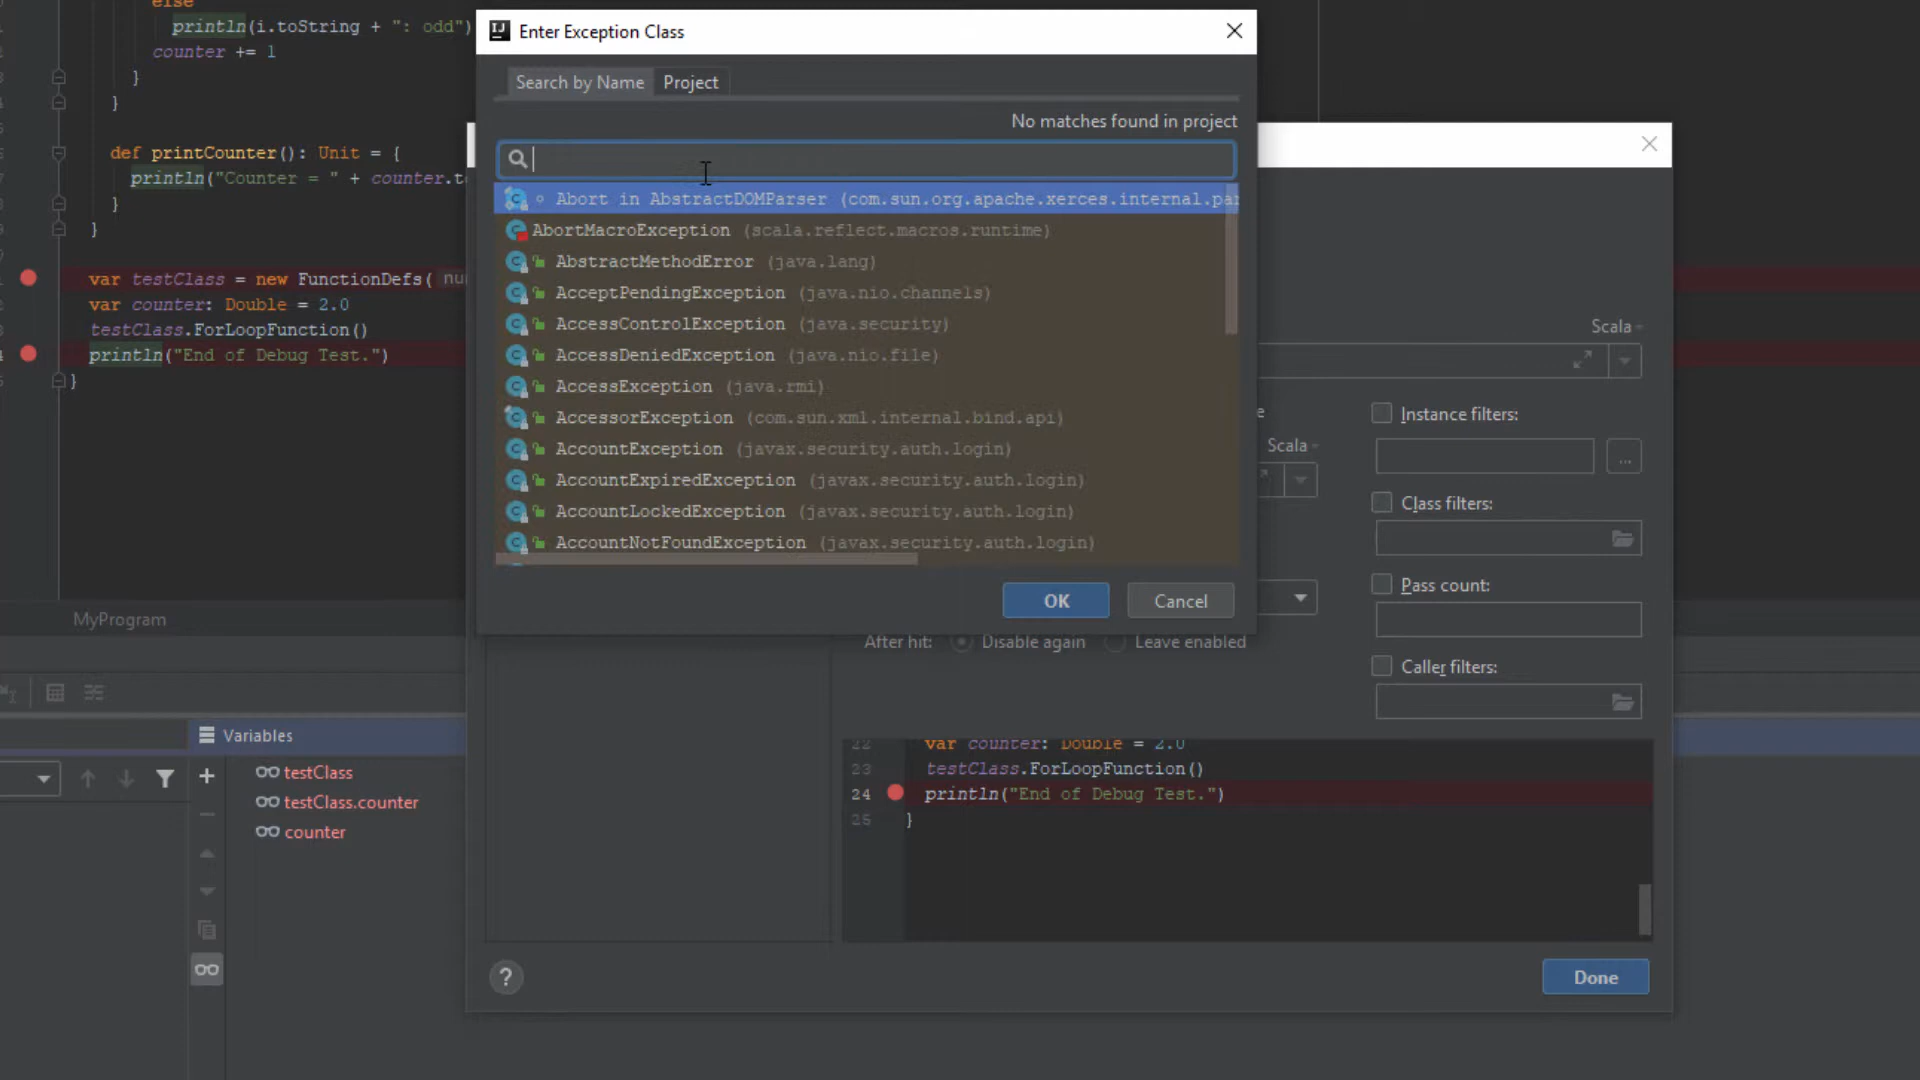 else
println(i.toString + ": odd")
counter += 1
}
}
def printCounter(): Unit = {
println("Counter = " + counter.to
}
}
var testClass = new FunctionDefs(
var counter: Double = 2.0
testClass.ForLoopFunction()
println("End of Debug Test.")
}
MyProgram
Variables
testClass
testClass.counter
counter
Enter Exception Class
Search by Name
Project
No matches found in project
Abort in AbstractDOMParser (com.sun.org.apache.xerces.internal.par
AbortMacroException (scala.reflect.macros.runtime)
AbstractMethodError (java.lang)
AcceptPendingException (java.nio.channels)
AccessControlException (java.security)
AccessDeniedException (java.nio.file)
AccessException (java.rmi)
AccessorException (com.sun.xml.internal.bind.api)
AccountException (javax.security.auth.login)
AccountExpiredException (javax.security.auth.login)
AccountLockedException (javax.security.auth.login)
AccountNotFoundException (javax.security.auth.login)
OK
Cancel
Scala
e
Scala
Instance filters:
...
Class filters:
Pass count:
Caller filters:
After hit:
Disable again
Leave enabled
22 var counter: Double = 2.0
23 testClass.ForLoopFunction()
24 println("End of Debug Test.")
25 }
?
Done